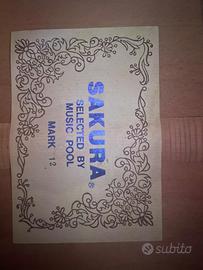 SAKURA®
SELECTED BY
MUSIC POOL
MARK 12
subito